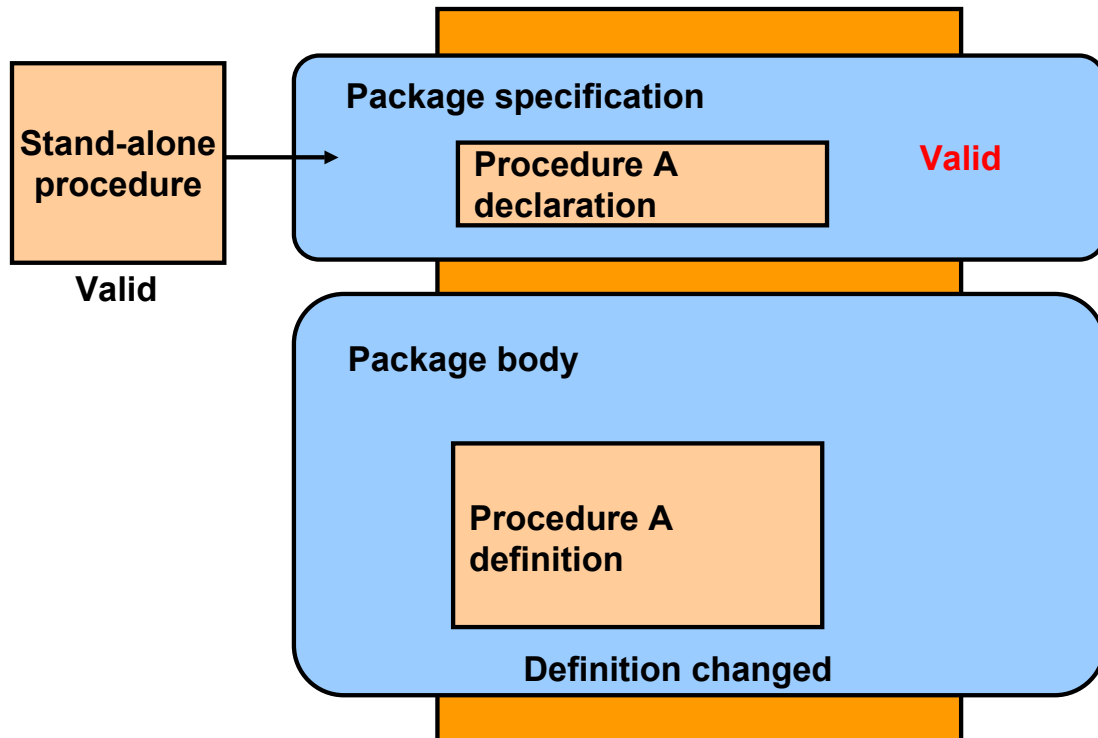 Package specification
Stand-alone
procedure
Procedure A
declaration
Valid
Valid
Package body
Procedure A
definition
Definition changed